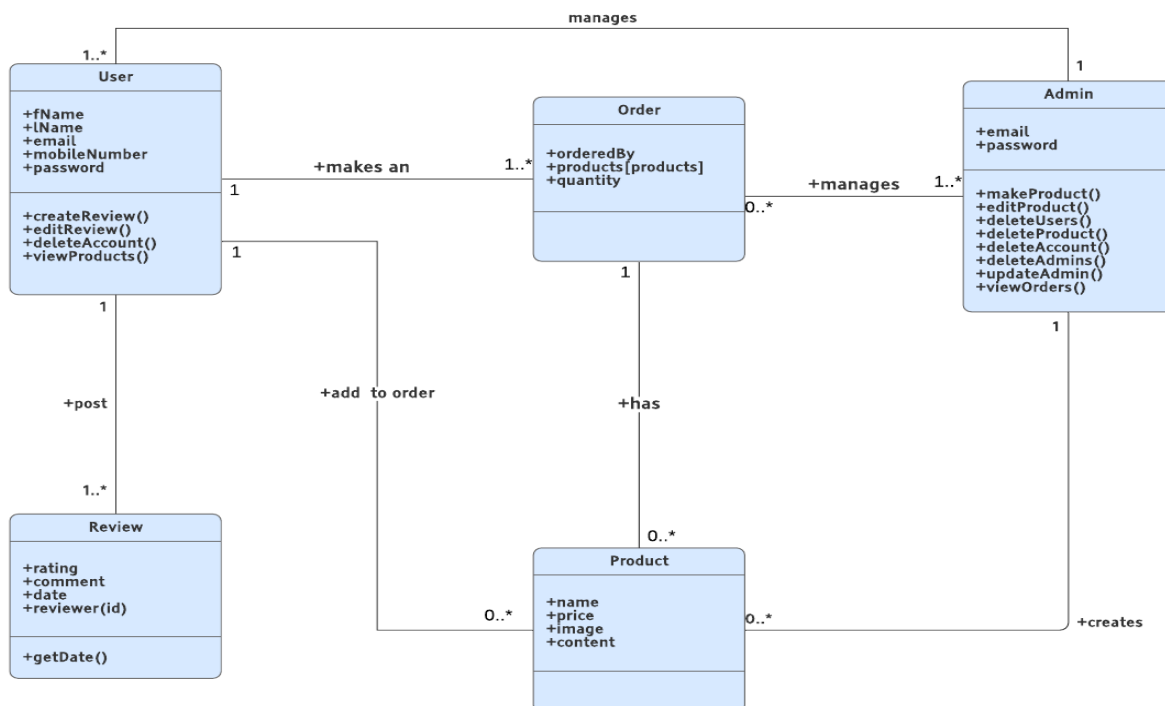 manages
1..*
1
User
+fName
+lName
+email
+mobileNumber
+password
+createReview()
+editReview()
+deleteAccount()
+viewProducts()
Order
+orderedBy
+products[products]
+quantity
Admin
+email
+password
+makeProduct()
+editProduct()
+deleteUsers()
+deleteProduct()
+deleteAccount()
+deleteAdmins()
+updateAdmin()
+viewOrders()
+makes an
1
1..*
+manages
0..*
1..*
1
1
1
1
+post
+add to order
+has
1..*
0..*
Review
+rating
+comment
+date
+reviewer(id)
+getDate()
Product
+name
+price
+image
+content
0..*
0..*
+creates